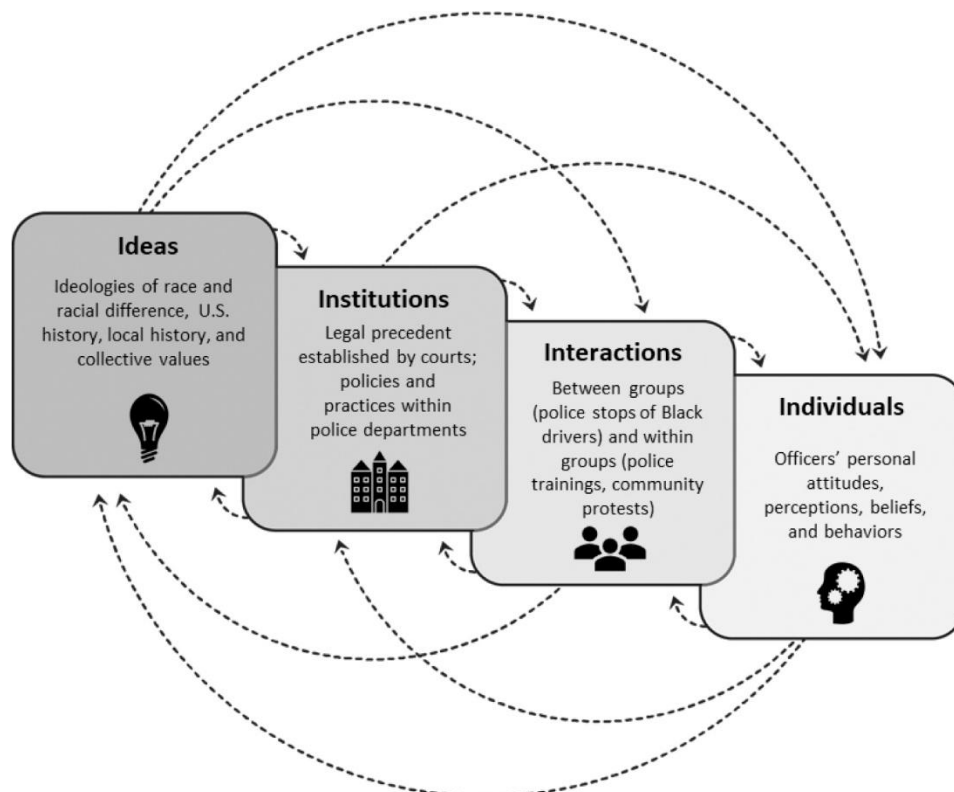 Ideas
Ideologies of race and
racial difference, U.S.
history, local history, and
collective values
Institutions
Legal precedent
established by courts;
policies and
practices within
police departments
Interactions
Between groups
(police stops of Black
drivers) and within
groups (police
trainings, community
protests)
Individuals
Officers’ personal
attitudes,
perceptions, beliefs,
and behaviors